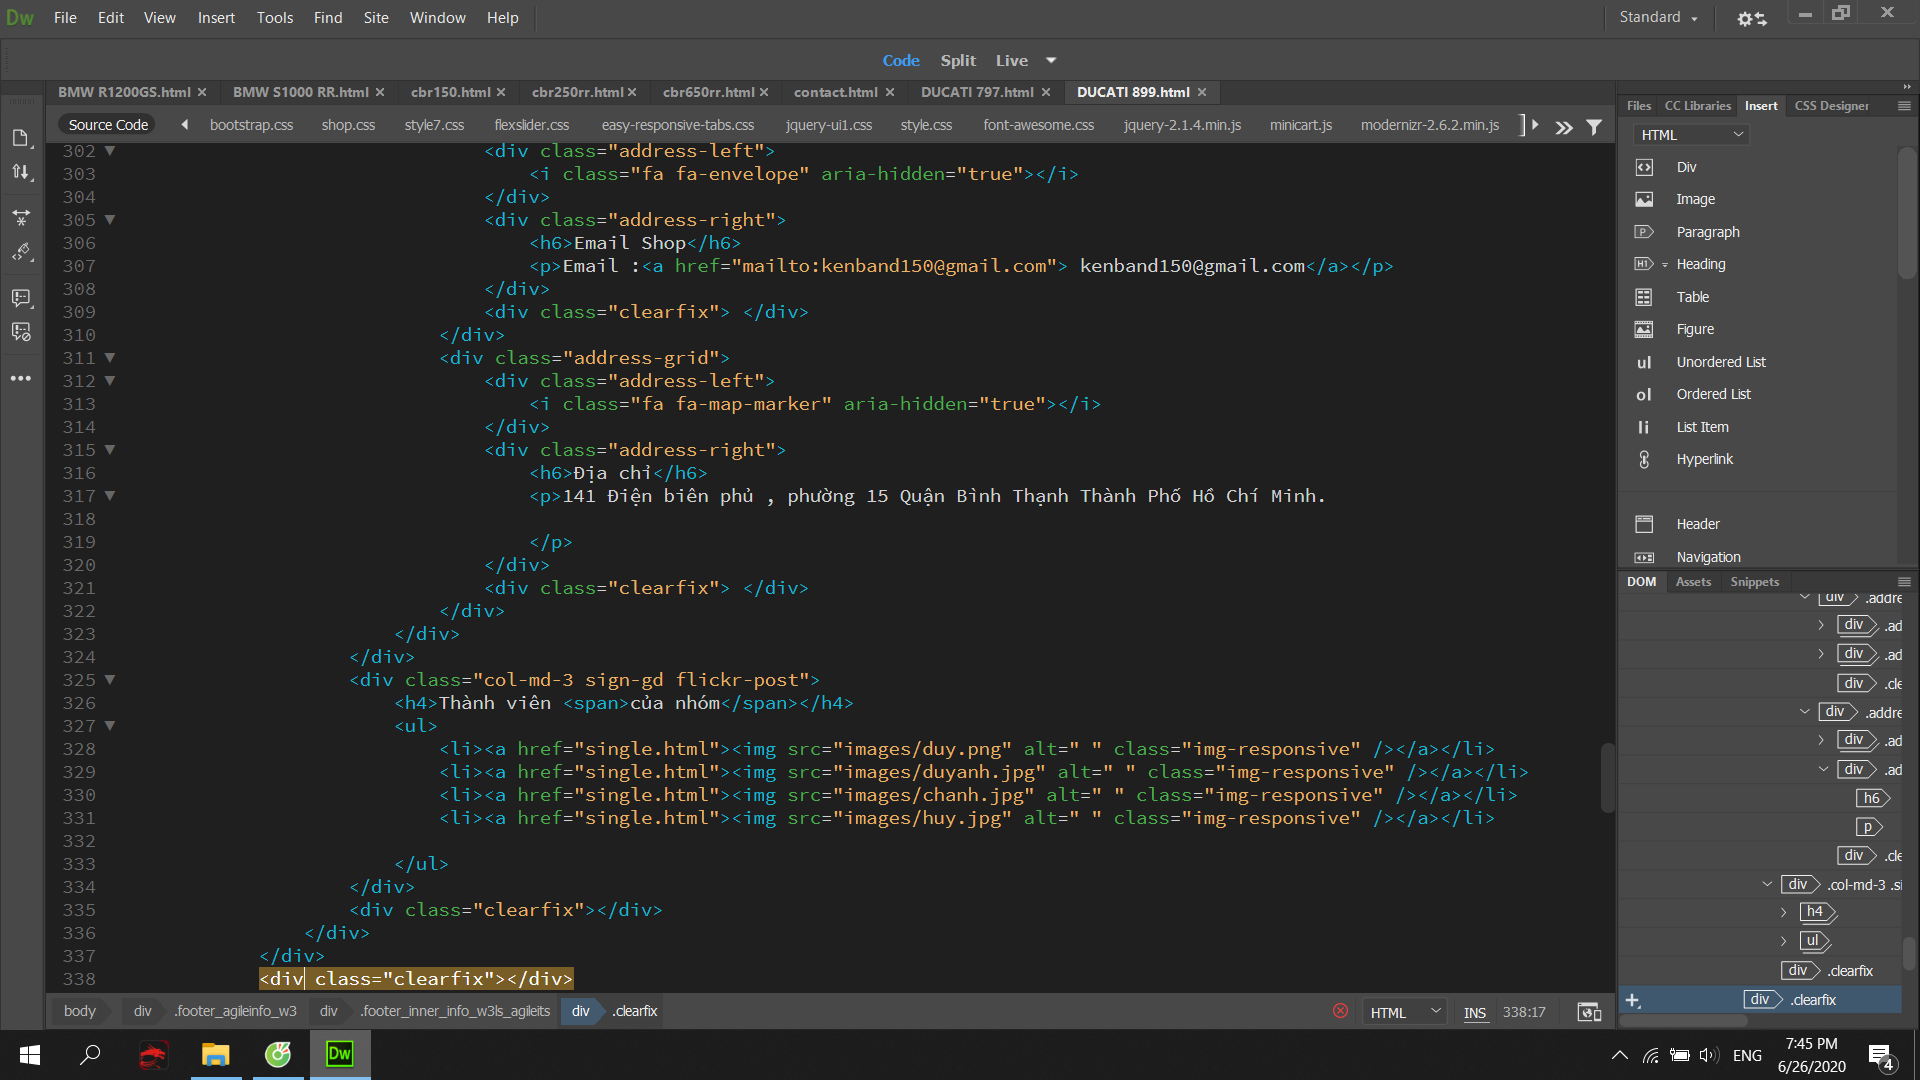 Dw File Edit View Insert Tools Find Site Window Help Standard
Code Split Live
BMW R1200GS.html BMW S1000 RR.html cbr150.html cbr250rr.html cbr650rr.html contact.html DUCATI 797.html DUCATI 899.html
Source Code bootstrap.css shop.css style7.css flexslider.css easy-responsive-tabs.css jquery-ui1.css style.css font-awesome.css jquery-2.1.4.min.js minicart.js modernizr-2.6.2.min.js
302 <div class="address-left">
303 <i class="fa fa-envelope" aria-hidden="true"></i>
304 </div>
305 <div class="address-right">
306 <h6>Email Shop</h6>
307 <p>Email :<a href="mailto:kenband150@gmail.com"> kenband150@gmail.com</a></p>
308 </div>
309 <div class="clearfix"> </div>
310 </div>
311 <div class="address-grid">
312 <div class="address-left">
313 <i class="fa fa-map-marker" aria-hidden="true"></i>
314 </div>
315 <div class="address-right">
316 <h6>Địa chỉ</h6>
317 <p>141 Điện biên phủ , phường 15 Quận Bình Thạnh Thành Phố Hồ Chí Minh.
318
319 </p>
320 </div>
321 <div class="clearfix"> </div>
322 </div>
323 </div>
324 </div>
325 <div class="col-md-3 sign-gd flickr-post">
326 <h4>Thành viên <span>của nhóm</span></h4>
327 <ul>
328 <li><a href="single.html"><img src="images/duy.png" alt=" " class="img-responsive" /></a></li>
329 <li><a href="single.html"><img src="images/duyanh.jpg" alt=" " class="img-responsive" /></a></li>
330 <li><a href="single.html"><img src="images/chanh.jpg" alt=" " class="img-responsive" /></a></li>
331 <li><a href="single.html"><img src="images/huy.jpg" alt=" " class="img-responsive" /></a></li>
332
333 </ul>
334 </div>
335 <div class="clearfix"></div>
336 </div>
337 </div>
338 <div class="clearfix"></div>
body div .footer_agileinfo_w3 div .footer_inner_info_w3ls_agileits div .clearfix HTML INS 338:17
Files CC Libraries Insert CSS Designer
HTML
Div
Image
P Paragraph
H1 Heading
Table
Figure
ul Unordered List
ol Ordered List
li List Item
Hyperlink
Header
Navigation
DOM Assets Snippets
div .addre
div .ad
div .ad
div .cle
div .addre
div .ad
div .ad
h6
p
div .cle
div .col-md-3 .si
h4
ul
div .clearfix
div .clearfix
Dw ENG 7:45 PM
6/26/2020 4